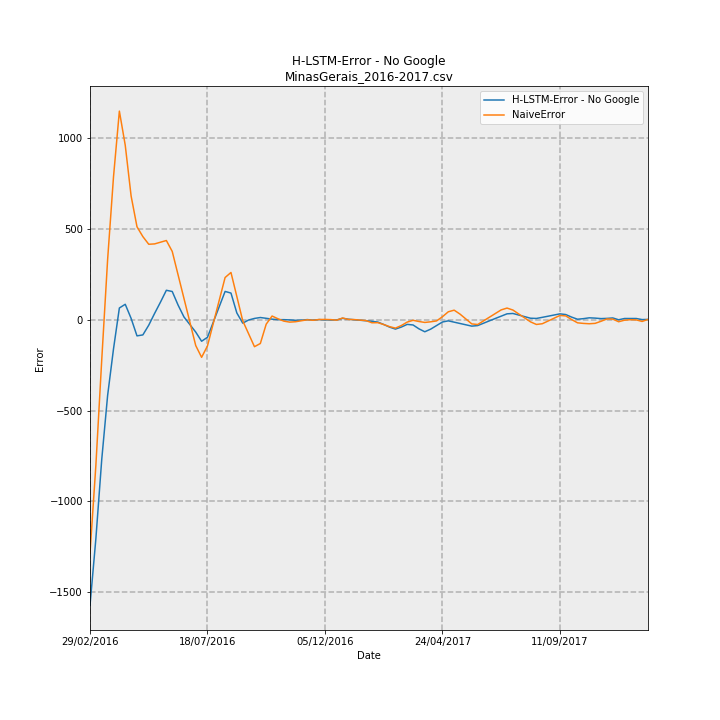 H-LSTM-Error - No Google
MinasGerais_2016-2017.csv
H-LSTM-Error - No Google
NaiveError
1000
500
0
−500
−1000
−1500
Error
29/02/2016
18/07/2016
05/12/2016
24/04/2017
11/09/2017
Date